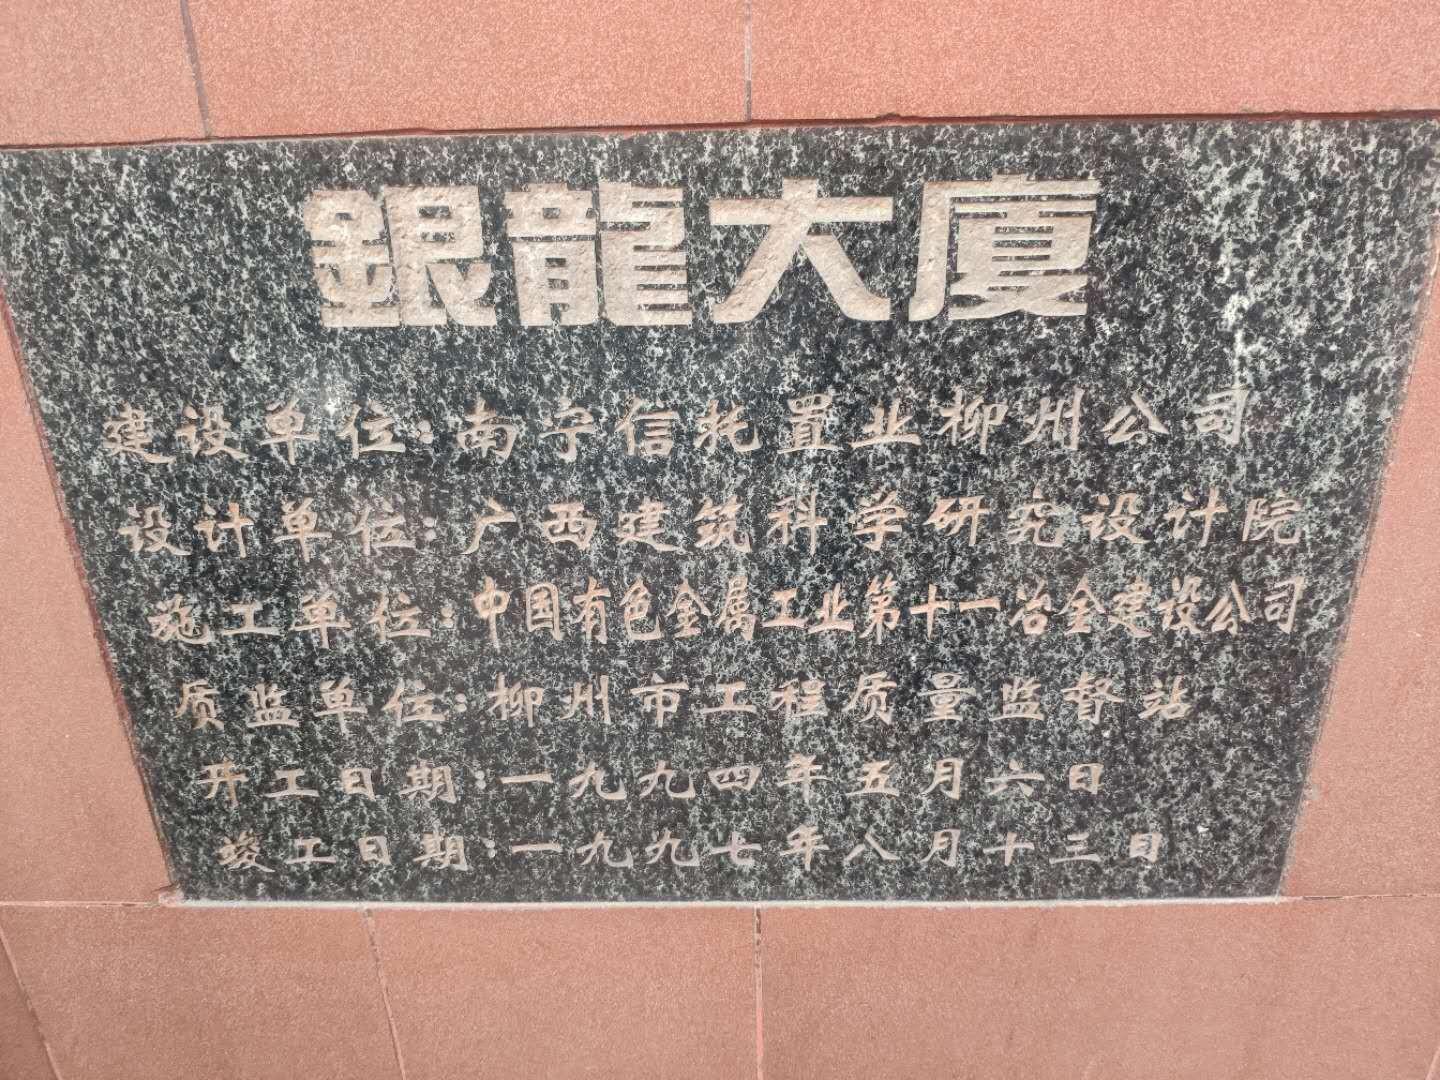 銀龍大廈
建设单位:南宁信托置业柳州公司
设计单位:广西建筑科学研究设计院
施工单位:中国有色金属工业第十一冶金建设公司
质监单位:柳州市工程质量监督站
开工日期:一九九四年五月六日
竣工日期:一九九七年八月十三日